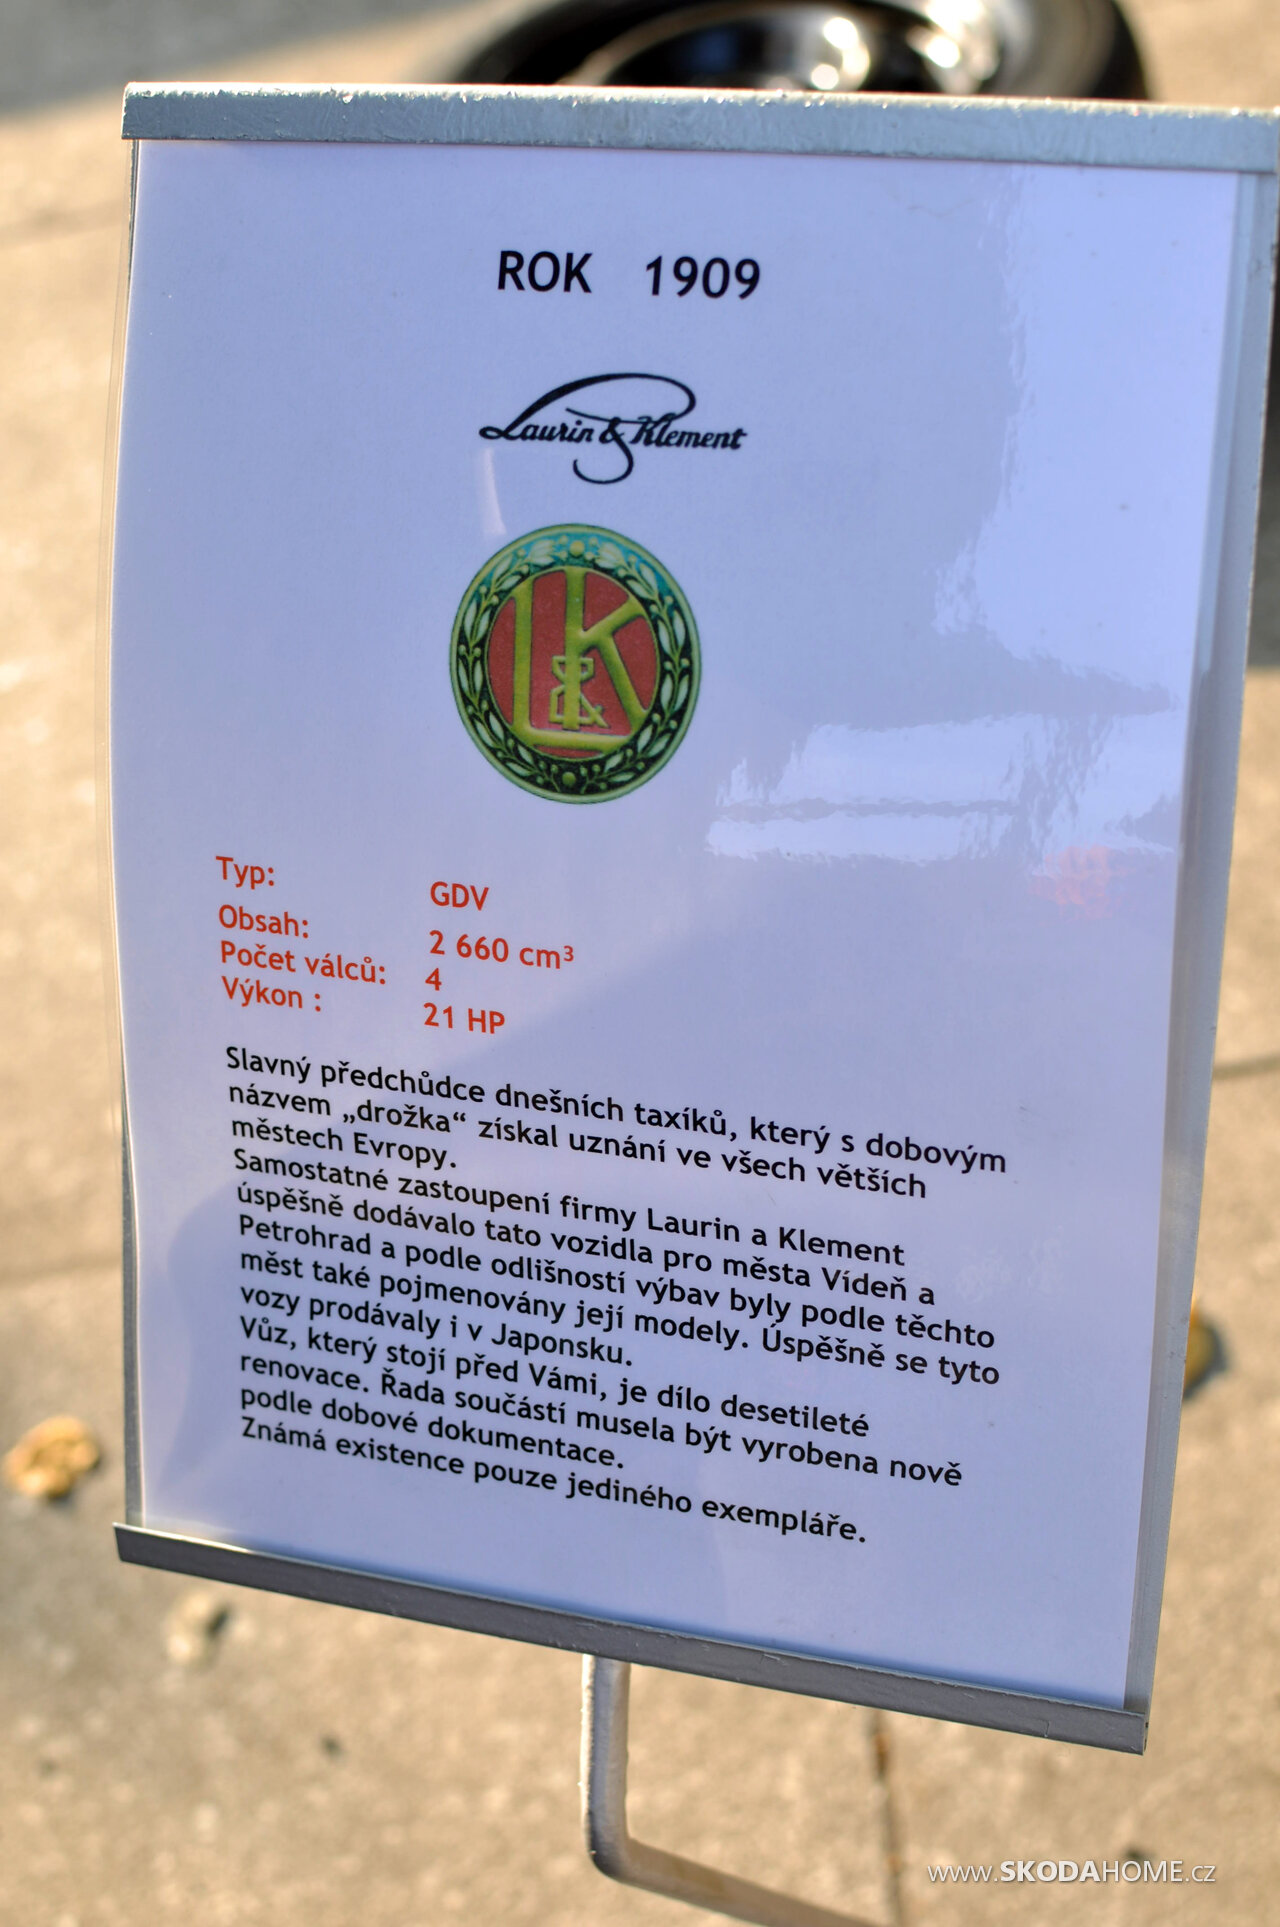 ROK 1909
Laurin & Klement
L&K
Typ: GDV
Obsah: 2 660 cm³
Počet válců: 4
Výkon : 21 HP
Slavný předchůdce dnešních taxíků, který s dobovým
názvem „drožka“ získal uznání ve všech větších
městech Evropy.
Samostatné zastoupení firmy Laurin a Klement
úspěšně dodávalo tato vozidla pro města Vídeň a
Petrohrad a podle odlišností výbav byly podle těchto
měst také pojmenovány její modely. Úspěšně se tyto
vozy prodávaly i v Japonsku.
Vůz, který stojí před Vámi, je dílo desetileté
renovace. Řada součástí musela být vyrobena nově
podle dobové dokumentace.
Známá existence pouze jediného exempláře.
www.SKODAHOME.cz